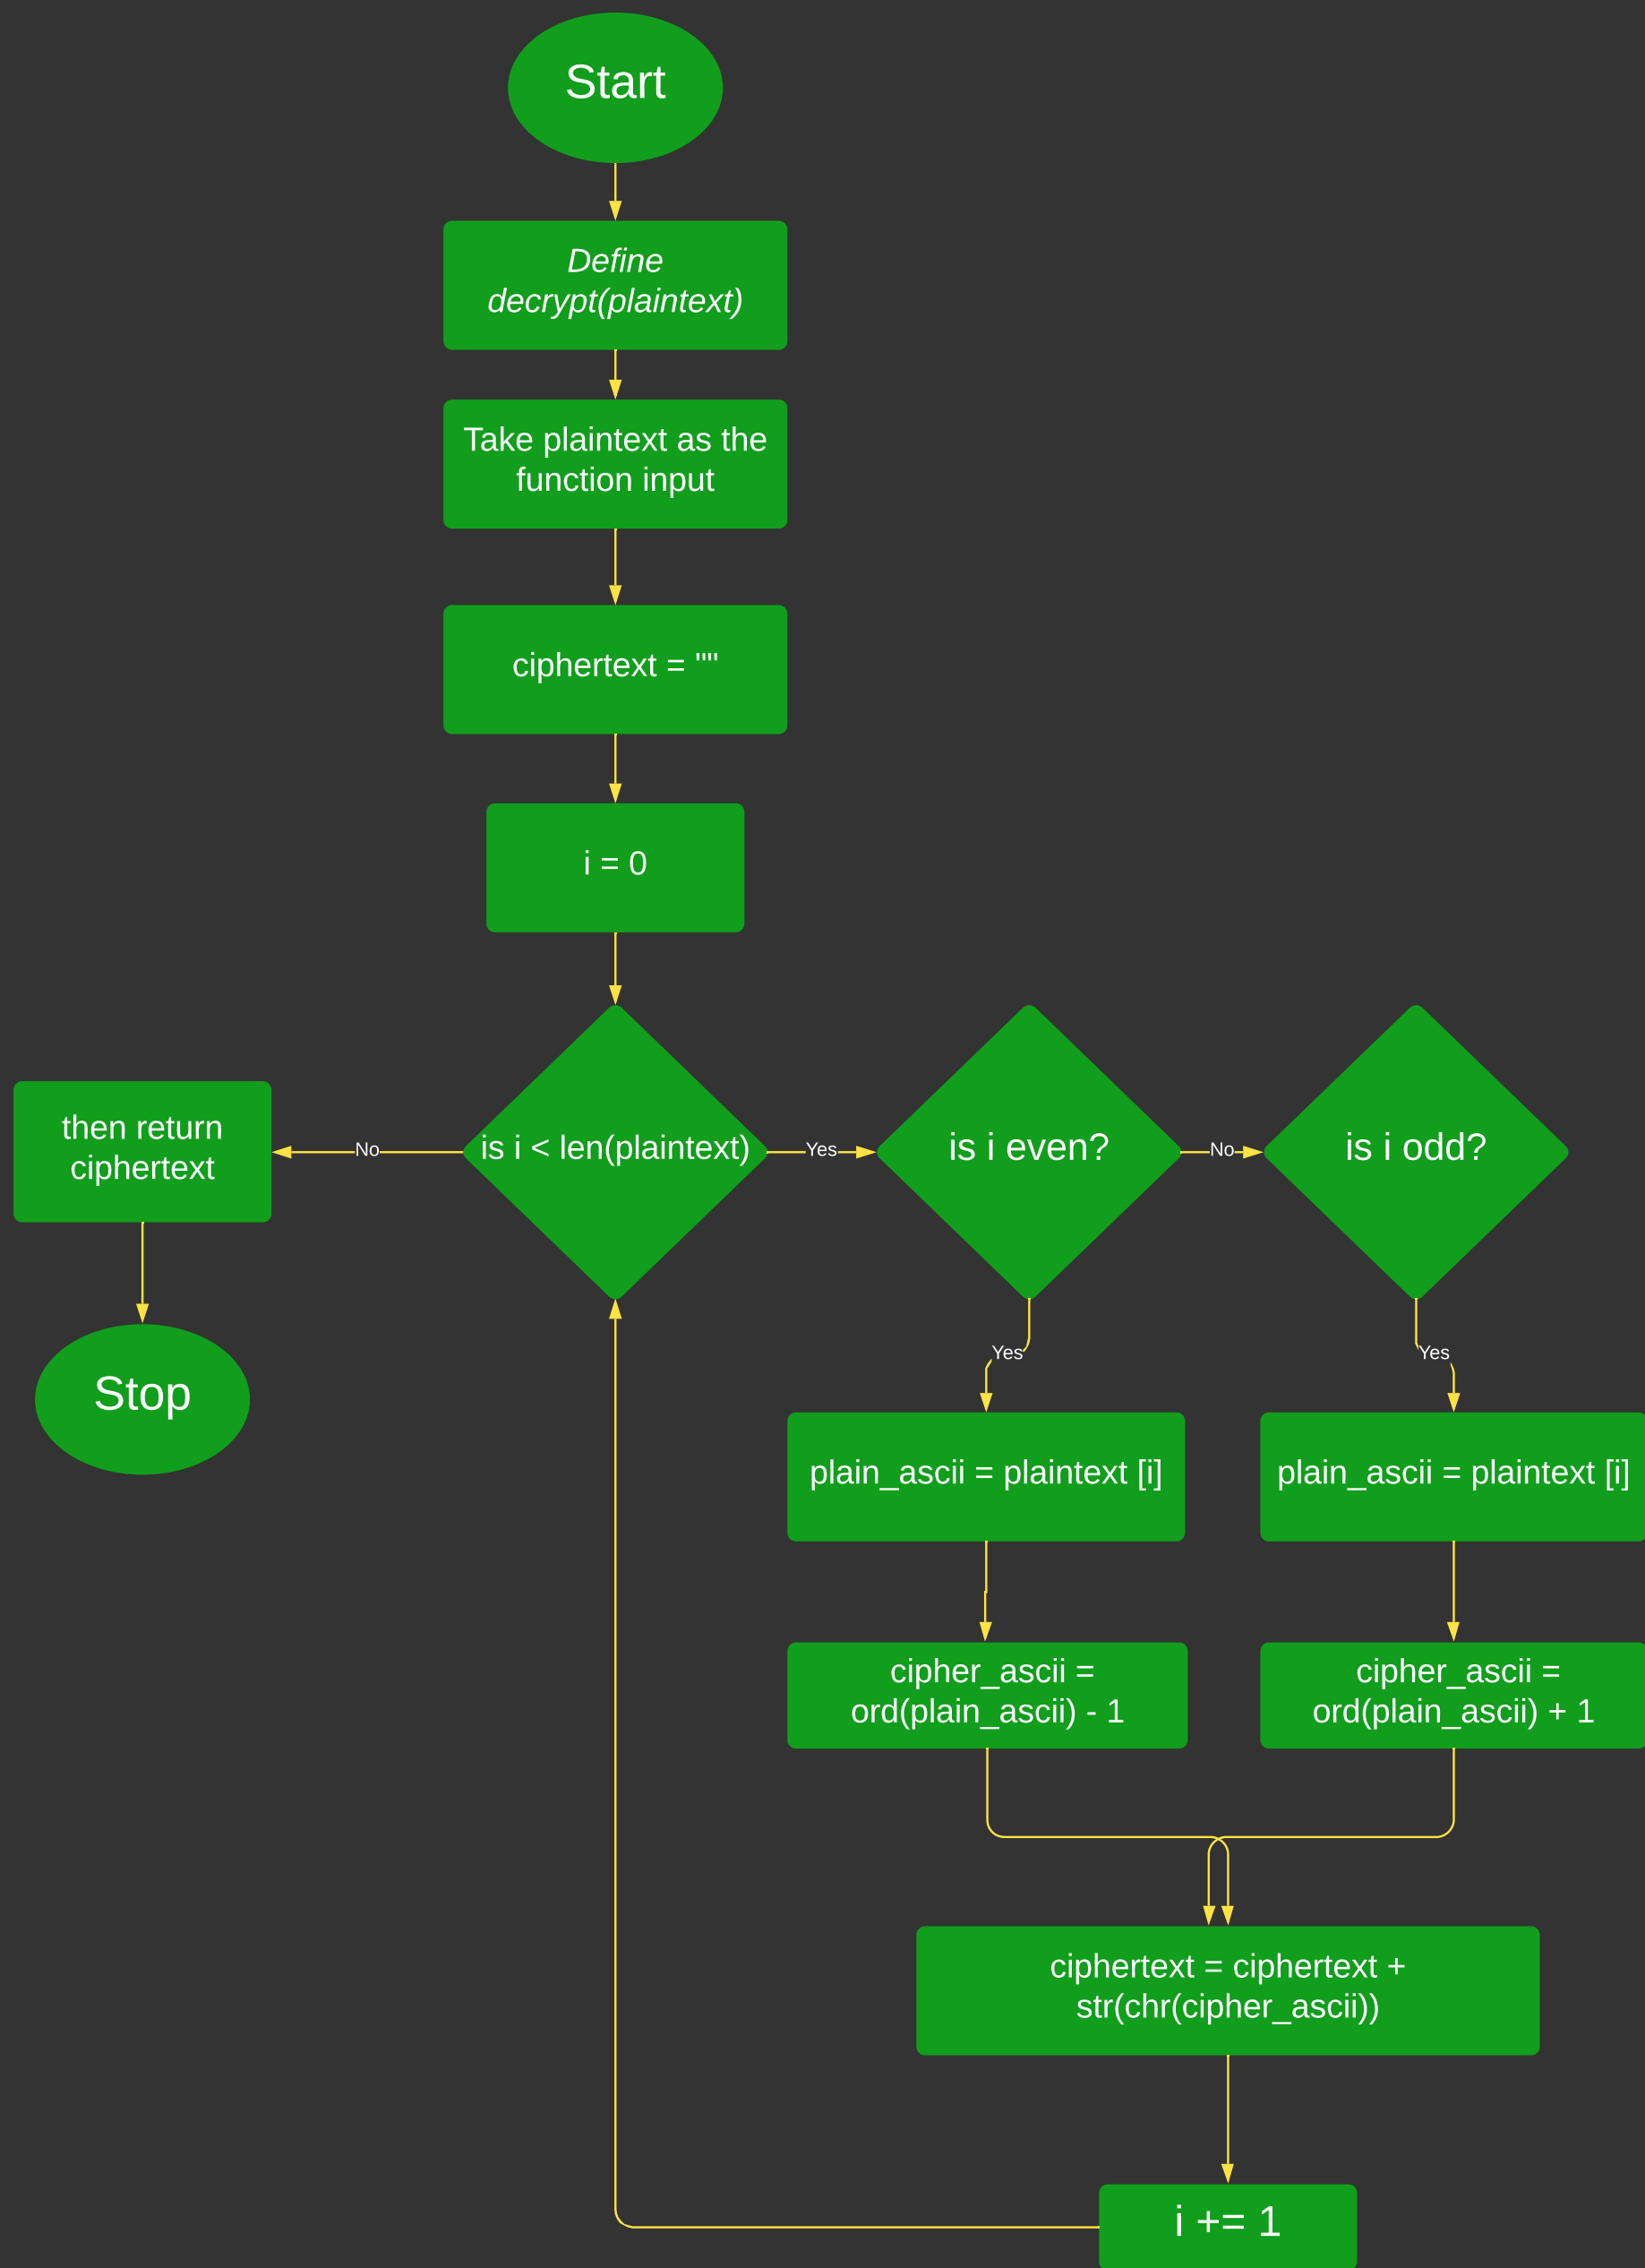 Start
Define
decrypt(plaintext)
Take plaintext as the
function input
ciphertext = ""
i = 0
then return
ciphertext
No
is i < len(plaintext)
Yes
is i even?
No
is i odd?
Stop
Yes
Yes
plain_ascii = plaintext [i]
plain_ascii = plaintext [i]
cipher_ascii =
ord(plain_ascii) - 1
cipher_ascii =
ord(plain_ascii) + 1
ciphertext = ciphertext +
str(chr(cipher_ascii))
i += 1